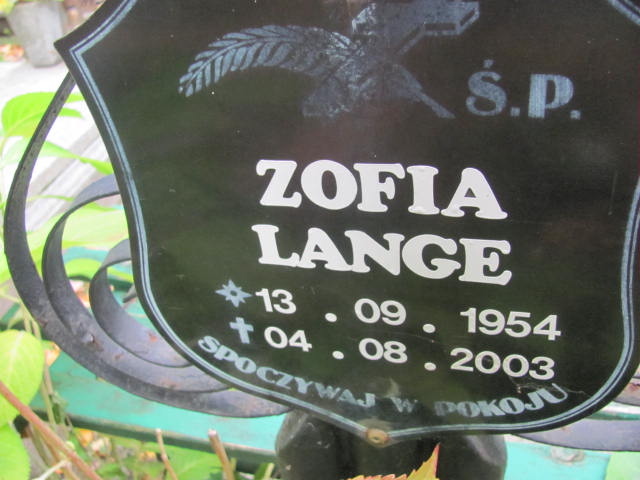 Ś.P.
ZOFIA
LANGE
13 . 09 . 1954
04 . 08 . 2003
SPOCZYWAJ W POKOJU